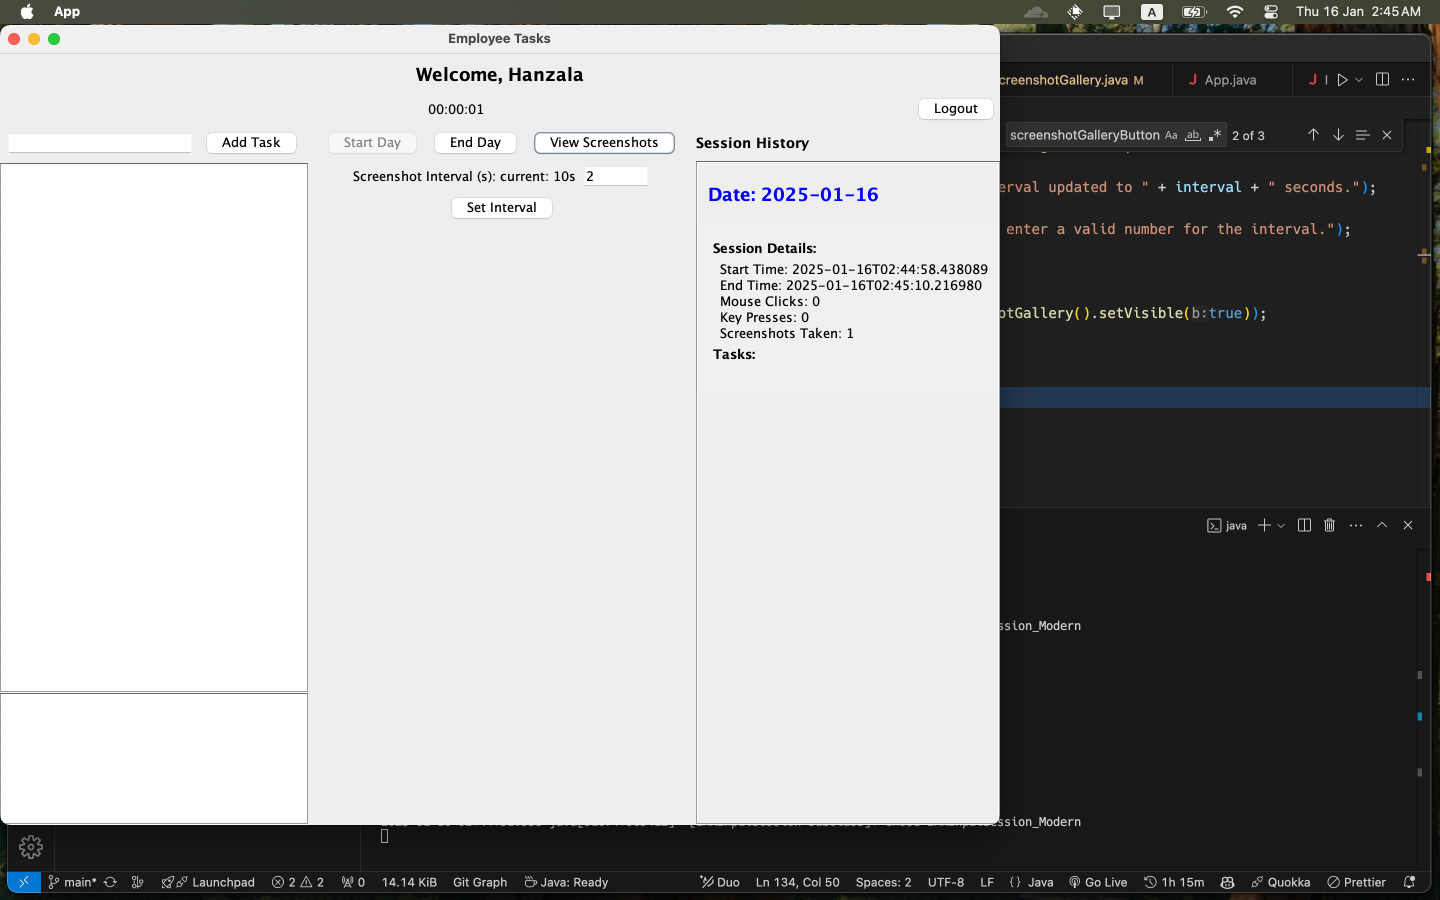 App
A
Thu 16 Jan 2:45 AM
Employee Tasks
Welcome, Hanzala
00:00:01
Logout
Add Task
Start Day
End Day
View Screenshots
Session History
Screenshot Interval (s): current: 10s
2
Set Interval
Date: 2025-01-16
Session Details:
Start Time: 2025-01-16T02:44:58.438089
End Time: 2025-01-16T02:45:10.216980
Mouse Clicks: 0
Key Presses: 0
Screenshots Taken: 1
Tasks:
creenshotGallery.java M
J App.java
J
screenshotGalleryButton Aa ab 2 of 3
erval updated to " + interval + " seconds.");
enter a valid number for the interval.");
otGallery().setVisible(b:true));
java
ssion_Modern
ssion_Modern
main*
Launchpad
2 2
0
14.14 KiB
Git Graph
Java: Ready
Duo
Ln 134, Col 50
Spaces: 2
UTF-8
LF
{ } Java
Go Live
1h 15m
Quokka
Prettier